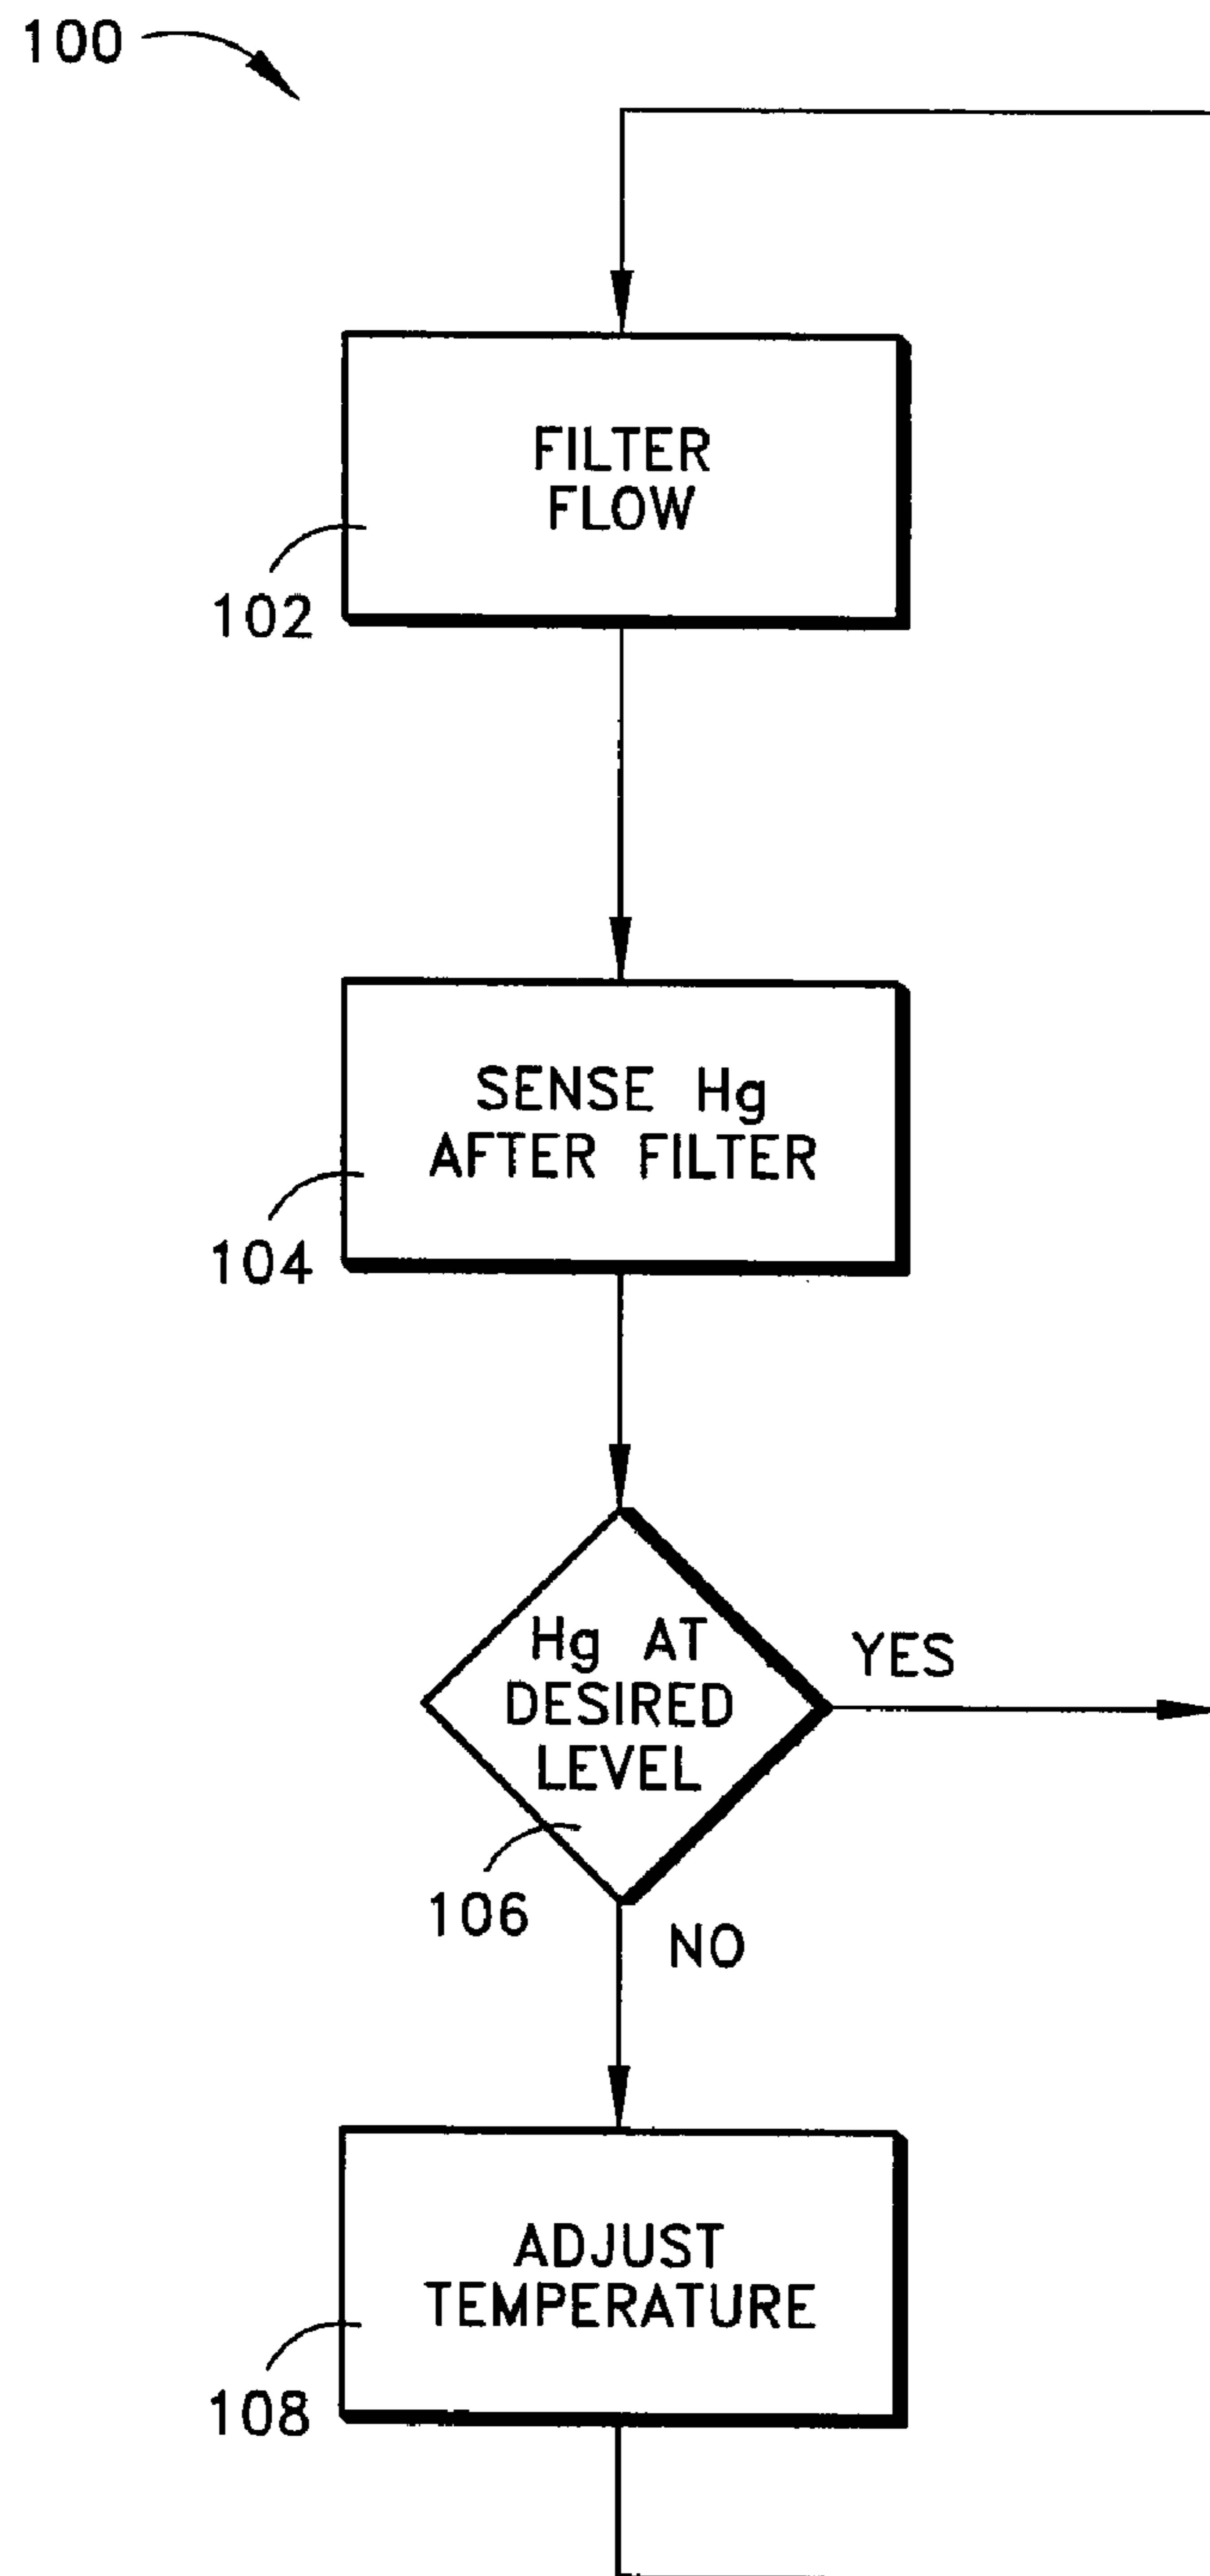 100
FILTER
FLOW
102
SENSE Hg
AFTER FILTER
104
Hg AT
DESIRED
LEVEL
YES
106
NO
ADJUST
TEMPERATURE
108